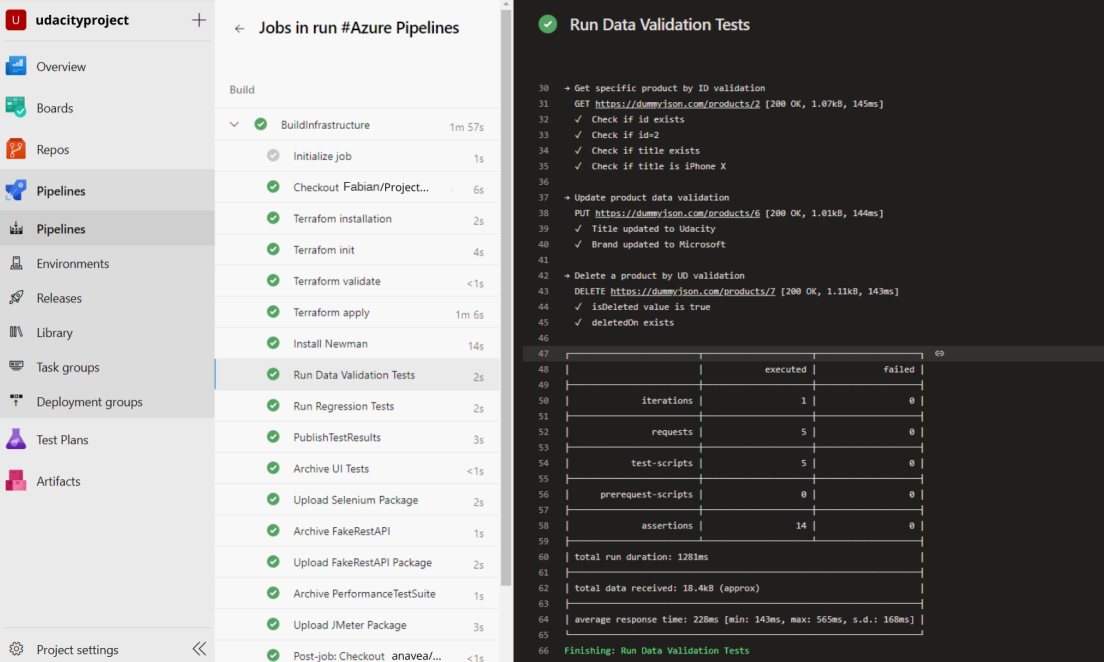 U udacityproject
Overview
Boards
Repos
Pipelines
Pipelines
Environments
Releases
Library
Task groups
Deployment groups
Test Plans
Artifacts
Project settings
Jobs in run #Azure Pipelines
Build
BuildInfrastructure 1m 57s
Initialize job 1s
Checkout Fabian/Project... 6s
Terrafom installation 2s
Terrafom init 4s
Terraform validate <1s
Terraform apply 1m 6s
Install Newman 14s
Run Data Validation Tests 2s
Run Regression Tests 2s
PublishTestResults 3s
Archive UI Tests <1s
Upload Selenium Package 2s
Archive FakeRestAPI 1s
Upload FakeRestAPI Package 2s
Archive PerformanceTestSuite 1s
Upload JMeter Package 3s
Post-job: Checkout anavea/... <1s
Run Data Validation Tests
30 → Get specific product by ID validation
31 GET https://dummyjson.com/products/2 [200 OK, 1.07kB, 145ms]
32 √ Check if id exists
33 √ Check if id=2
34 √ Check if title exists
35 √ Check if title is iPhone X
36
37 → Update product data validation
38 PUT https://dummyjson.com/products/6 [200 OK, 1.01kB, 144ms]
39 √ Title updated to Udacity
40 √ Brand updated to Microsoft
41
42 → Delete a product by UD validation
43 DELETE https://dummyjson.com/products/7 [200 OK, 1.11kB, 143ms]
44 √ isDeleted value is true
45 √ deletedOn exists
46
47
48 executed failed
49
50 iterations 1 0
51
52 requests 5 0
53
54 test-scripts 5 0
55
56 prerequest-scripts 0 0
57
58 assertions 14 0
59
60 total run duration: 1281ms
61
62 total data received: 18.4kB (approx)
63
64 average response time: 228ms [min: 143ms, max: 565ms, s.d.: 168ms]
65
66 Finishing: Run Data Validation Tests